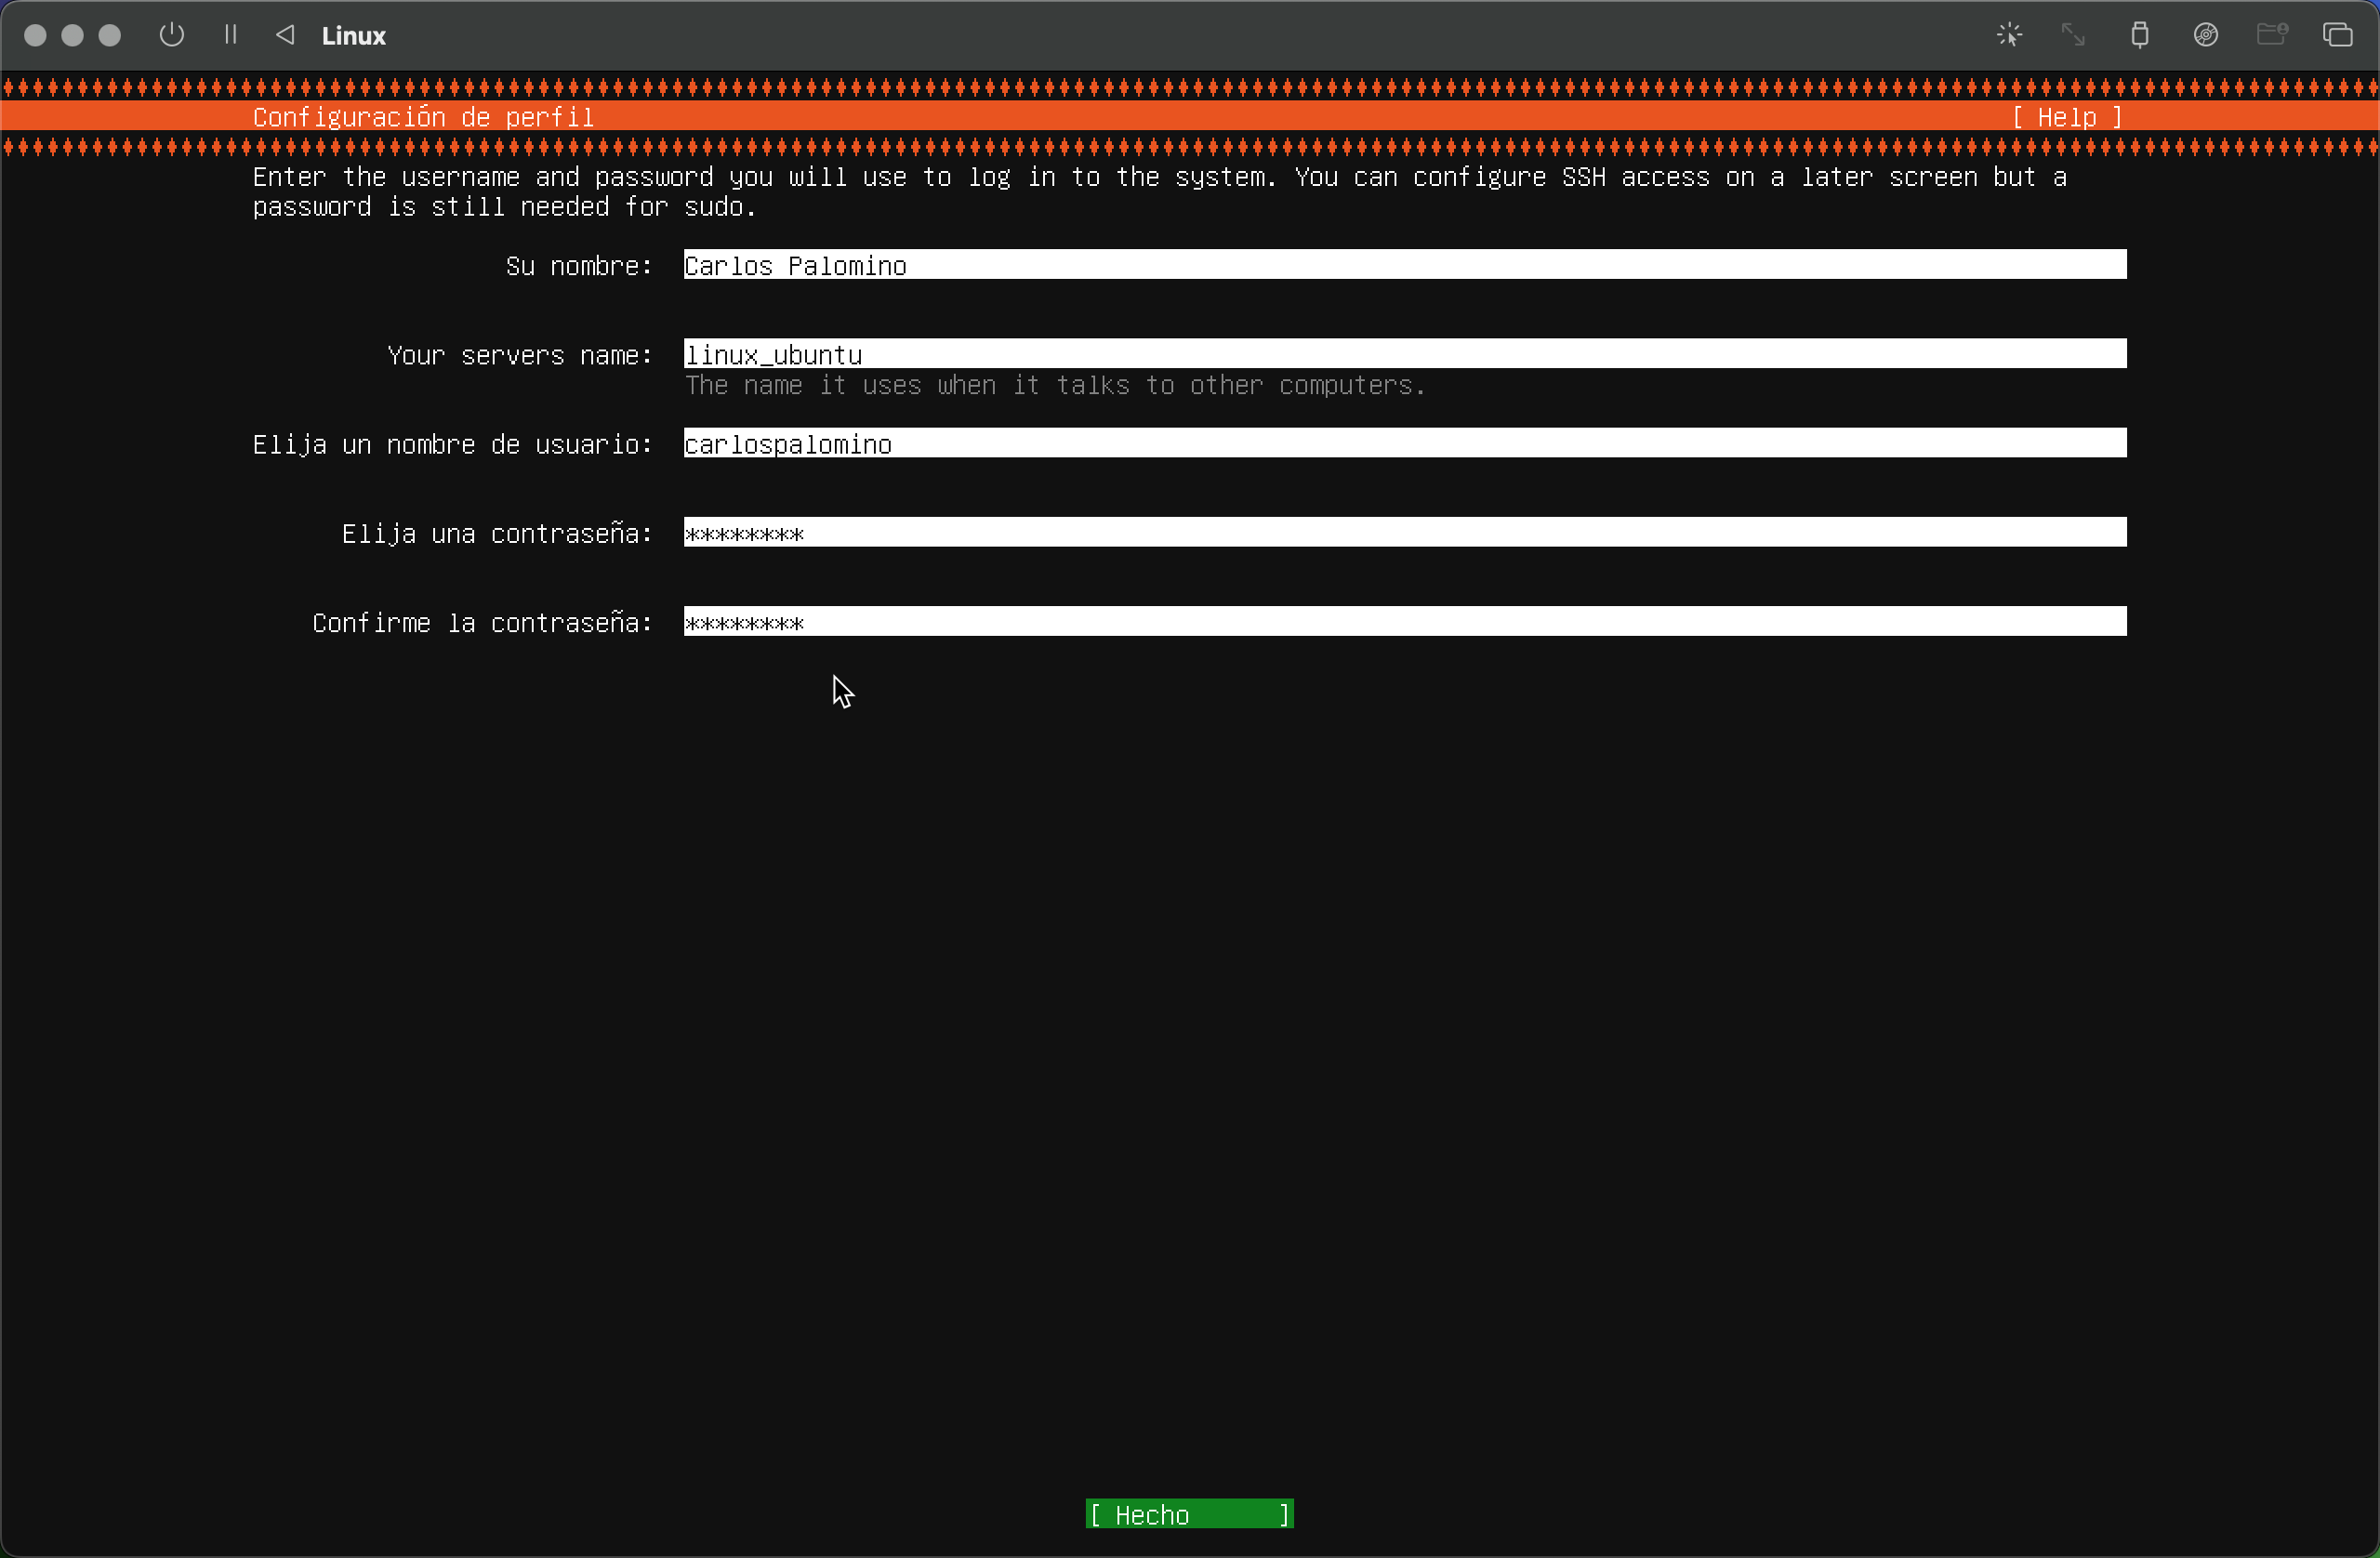 Linux
Configuración de perfil [ Help ]
Enter the username and password you will use to log in to the system. You can configure SSH access on a later screen but a
password is still needed for sudo.
Su nombre: Carlos Palomino
Your servers name: linux_ubuntu
The name it uses when it talks to other computers.
Elija un nombre de usuario: carlospalomino
Elija una contraseña: ********
Confirme la contraseña: ********
[ Hecho ]